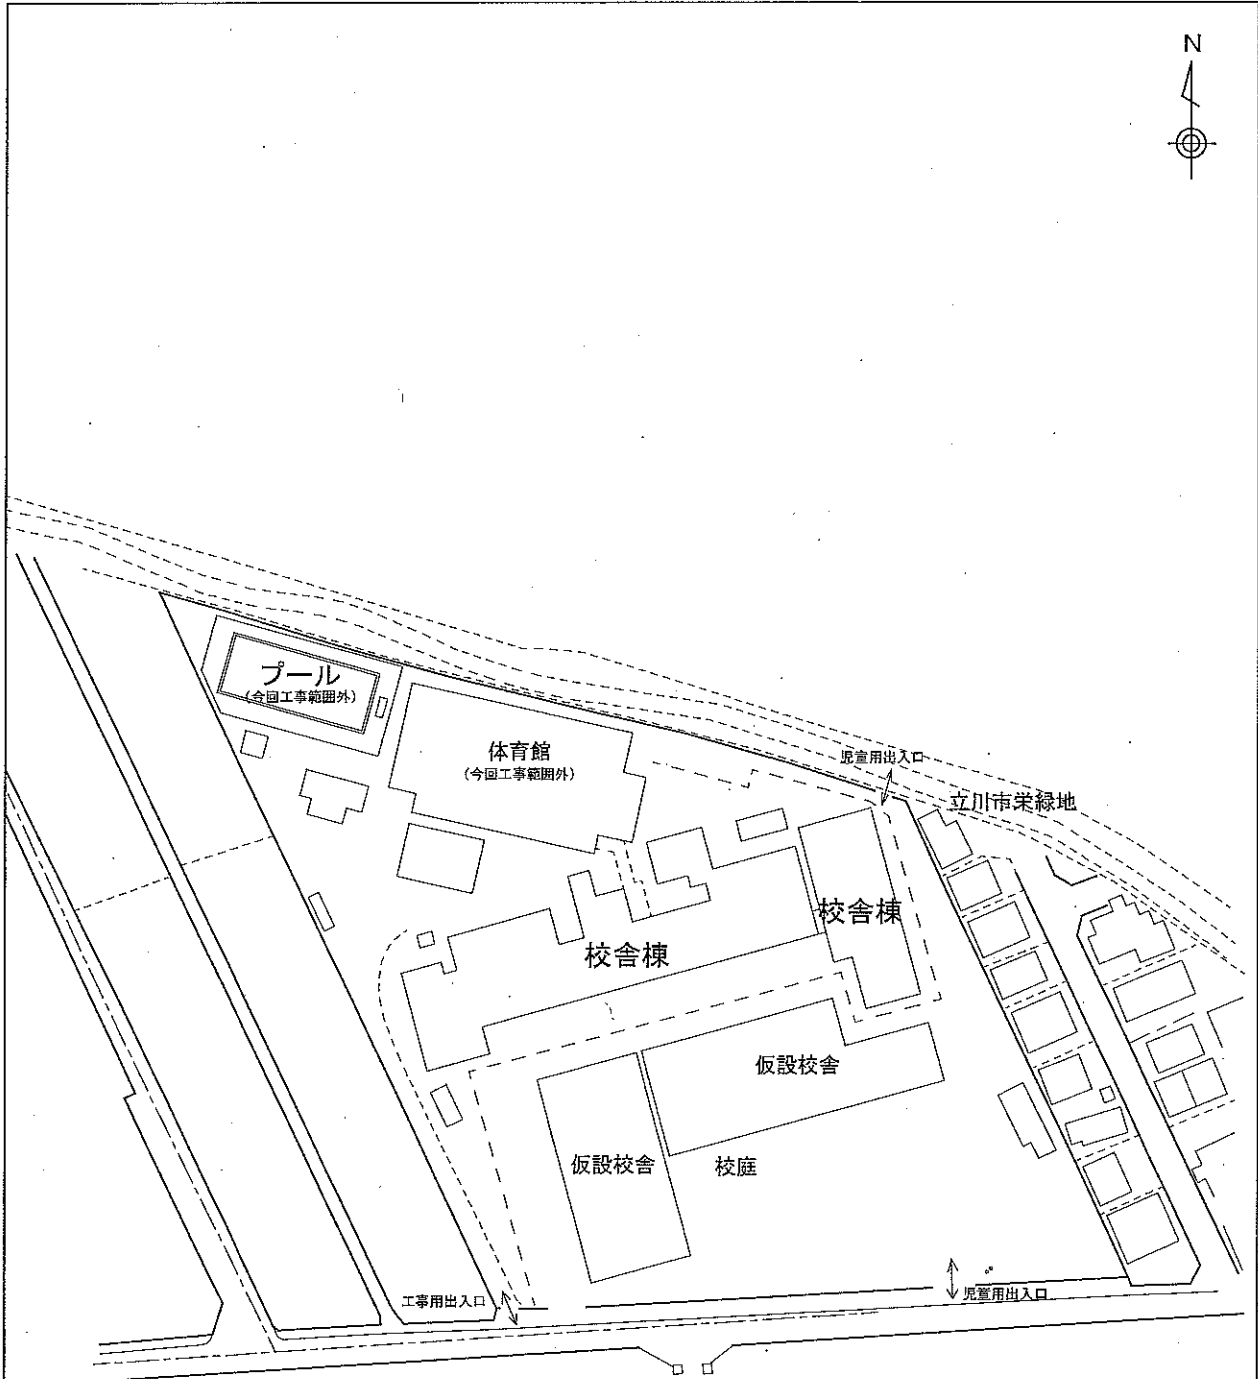 N
プール
(今回工事範囲外)
体育館
(今回工事範囲外)
児童用出入口
立川市栄緑地
校舎棟
校舎棟
仮設校舎
仮設校舎
校庭
工事用出入口
児童用出入口